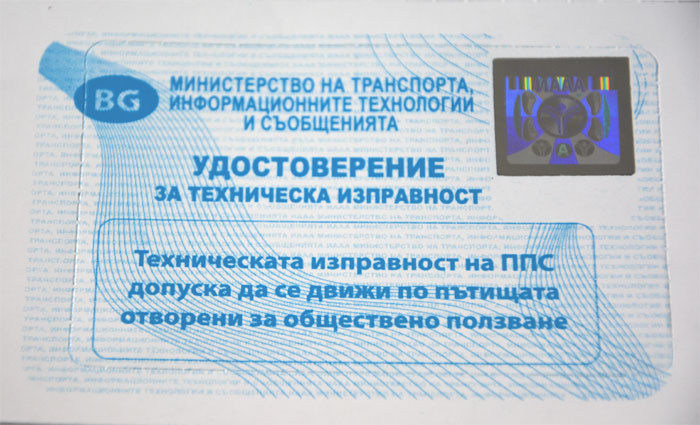 BG
МИНИСТЕРСТВО НА ТРАНСПОРТА,
ИНФОРМАЦИОННИТЕ ТЕХНОЛОГИИ
И СЪОБЩЕНИЯТА
УДОСТОВЕРЕНИЕ
ЗА ТЕХНИЧЕСКА ИЗПРАВНОСТ
Техническата изправност на ППС
допуска да се движи по пътищата
отворени за обществено ползване